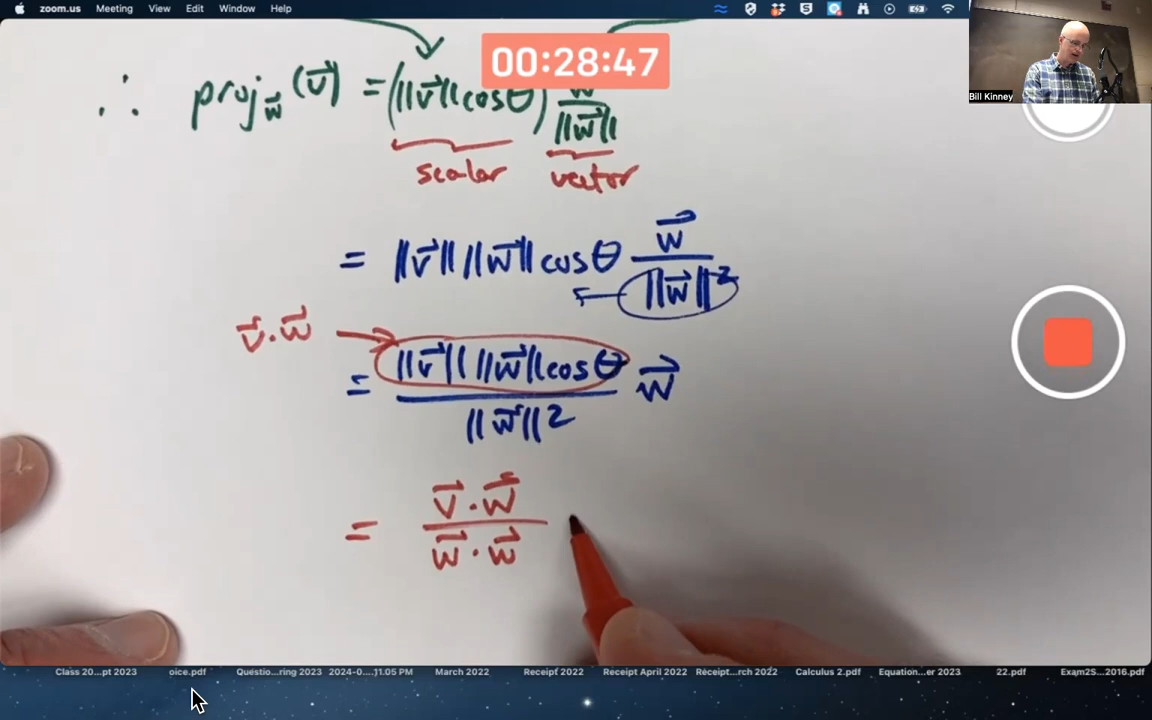 zoom.us Meeting View Edit Window Help
00:28:47
Bill Kinney
∴ proj_w⃗ (v⃗) = (||v⃗|| cos θ) w⃗/||w⃗||
scalar vector
= ||v⃗|| ||w⃗|| cos θ w⃗/||w⃗||²
v⃗·w⃗
= ||v⃗|| ||w⃗|| cos θ/||w⃗||² w⃗
= v⃗·w⃗/w⃗·w⃗
Class 20...pt 2023 oice.pdf Questio...ring 2023 2024-0...,11.05 PM March 2022 Receipt 2022 Receipt April 2022 Receipt...rch 2022 Calculus 2.pdf Equation...er 2023 22.pdf Exam2S...2016.pdf